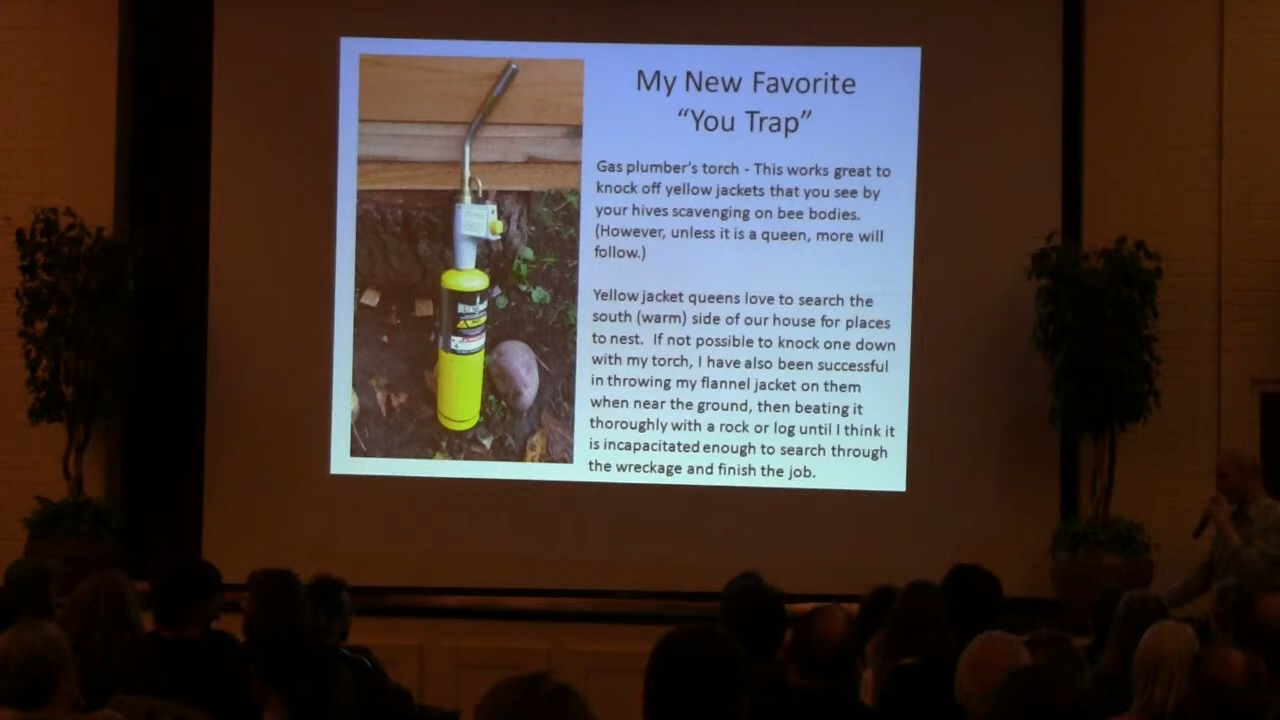 My New Favorite
“You Trap”
Gas plumber’s torch - This works great to
knock off yellow jackets that you see by
your hives scavenging on bee bodies.
(However, unless it is a queen, more will
follow.)
Yellow jacket queens love to search the
south (warm) side of our house for places
to nest. If not possible to knock one down
with my torch, I have also been successful
in throwing my flannel jacket on them
when near the ground, then beating it
thoroughly with a rock or log until I think it
is incapacitated enough to search through
the wreckage and finish the job.